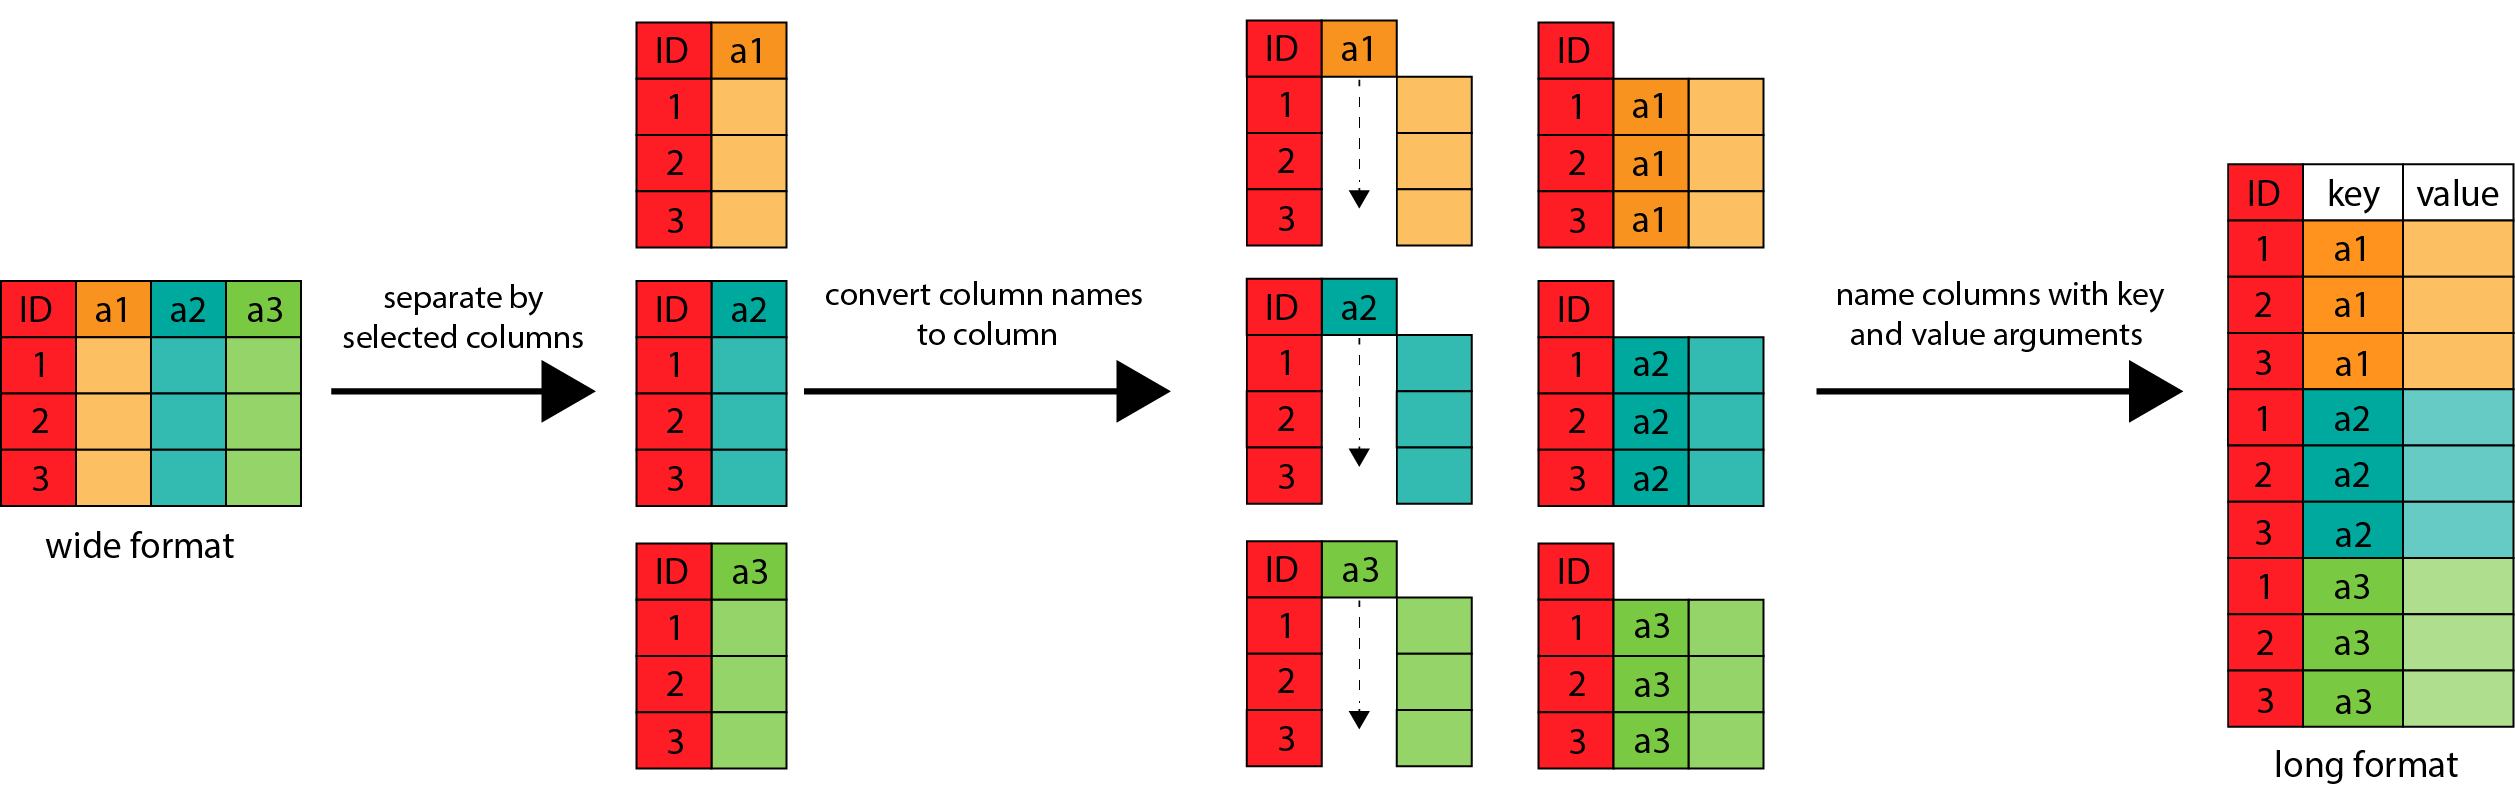 ID a1 a2 a3
1
2
3
wide format
separate by
selected columns
ID a1
1
2
3
ID a2
1
2
3
ID a3
1
2
3
convert column names
to column
ID a1
1
2
3
ID a2
1
2
3
ID a3
1
2
3
ID
1 a1
2 a1
3 a1
ID
1 a2
2 a2
3 a2
ID
1 a3
2 a3
3 a3
name columns with key
and value arguments
ID key value
1 a1
2 a1
3 a1
1 a2
2 a2
3 a2
1 a3
2 a3
3 a3
long format